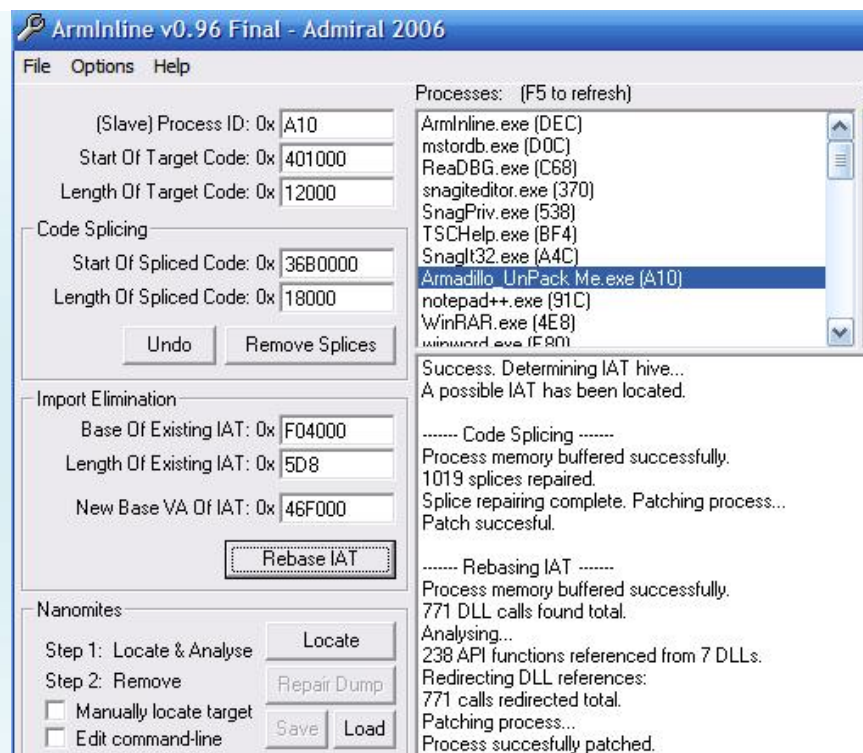 ArmInline v0.96 Final - Admiral 2006
File Options Help
(Slave) Process ID: 0x A10
Start Of Target Code: 0x 401000
Length Of Target Code: 0x 12000
Code Splicing
Start Of Spliced Code: 0x 36B0000
Length Of Spliced Code: 0x 18000
Undo Remove Splices
Import Elimination
Base Of Existing IAT: 0x F04000
Length Of Existing IAT: 0x 5D8
New Base VA Of IAT: 0x 46F000
Rebase IAT
Nanomites
Step 1: Locate & Analyse Locate
Step 2: Remove Repair Dump
Manually locate target
Edit command-line
Save Load
Processes: (F5 to refresh)
ArmInline.exe (DEC)
mstordb.exe (D0C)
ReaDBG.exe (C68)
snagiteditor.exe (370)
SnagPriv.exe (538)
TSCHelp.exe (BF4)
SnagIt32.exe (A4C)
Armadillo_UnPack Me.exe (A10)
notepad++.exe (91C)
WinRAR.exe (4E8)
winword.exe (E80)
Success. Determining IAT hive...
A possible IAT has been located.
------- Code Splicing -------
Process memory buffered successfully.
1019 splices repaired.
Splice repairing complete. Patching process...
Patch succesful.
------- Rebasing IAT -------
Process memory buffered successfully.
771 DLL calls found total.
Analysing...
238 API functions referenced from 7 DLLs.
Redirecting DLL references:
771 calls redirected total.
Patching process...
Process succesfully patched.